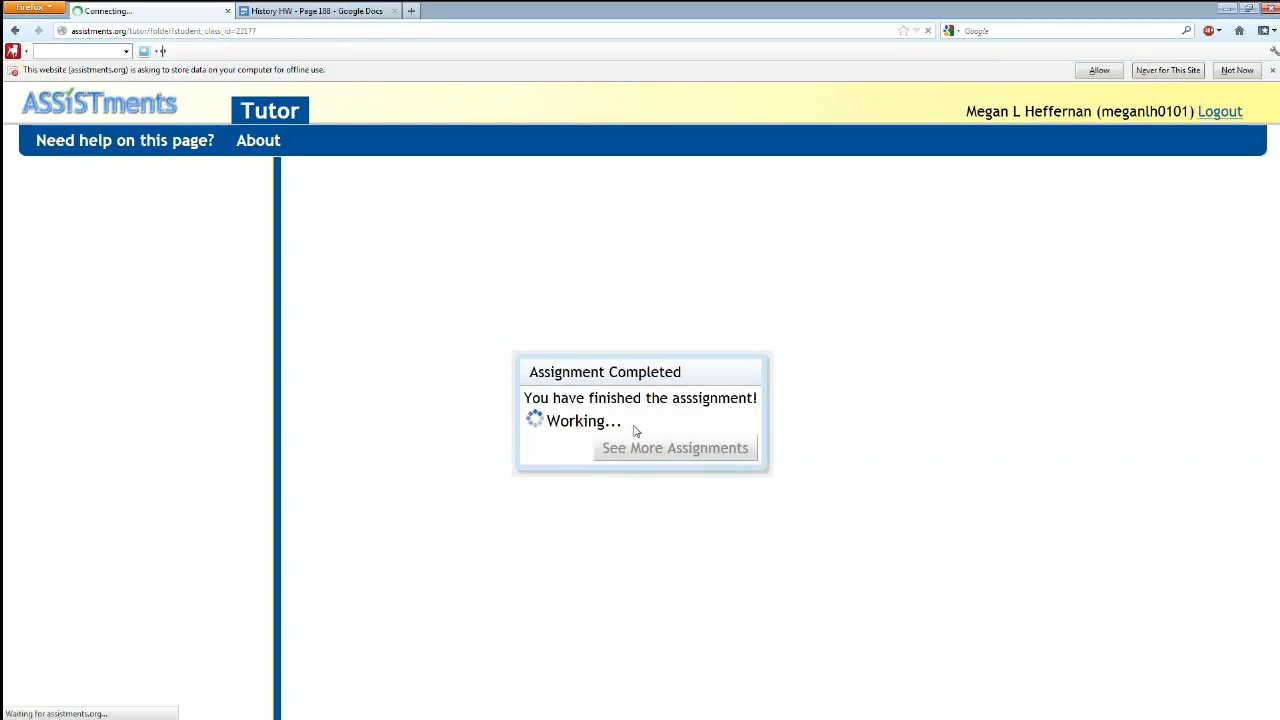 Firefox
Connecting...
History HW - Page 188 - Google Docs
assistments.org/tutor/folder/student_class_id=23177
Google
This website (assistments.org) is asking to store data on your computer for offline use.
Allow
Never for This Site
Not Now
ASSiSTments
Tutor
Megan L Heffernan (meganlh0101) Logout
Need help on this page?
About
Assignment Completed
You have finished the asssignment!
Working...
See More Assignments
Waiting for assistments.org...